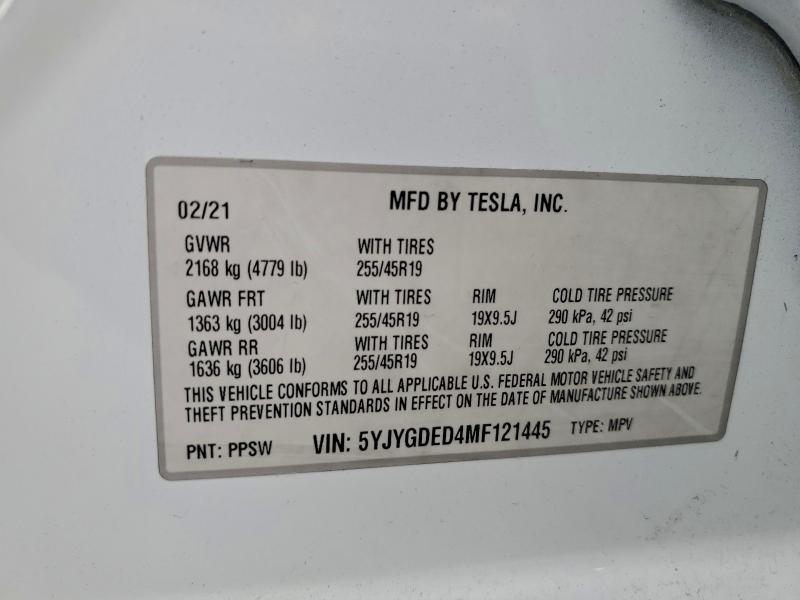 02/21 MFD BY TESLA, INC.
GVWR WITH TIRES
2168 kg (4779 lb) 255/45R19
GAWR FRT WITH TIRES RIM COLD TIRE PRESSURE
1363 kg (3004 lb) 255/45R19 19X9.5J 290 kPa, 42 psi
GAWR RR WITH TIRES RIM COLD TIRE PRESSURE
1636 kg (3606 lb) 255/45R19 19X9.5J 290 kPa, 42 psi
THIS VEHICLE CONFORMS TO ALL APPLICABLE U.S. FEDERAL MOTOR VEHICLE SAFETY AND
THEFT PREVENTION STANDARDS IN EFFECT ON THE DATE OF MANUFACTURE SHOWN ABOVE.
PNT: PPSW VIN: 5YJYGDED4MF121445 TYPE: MPV